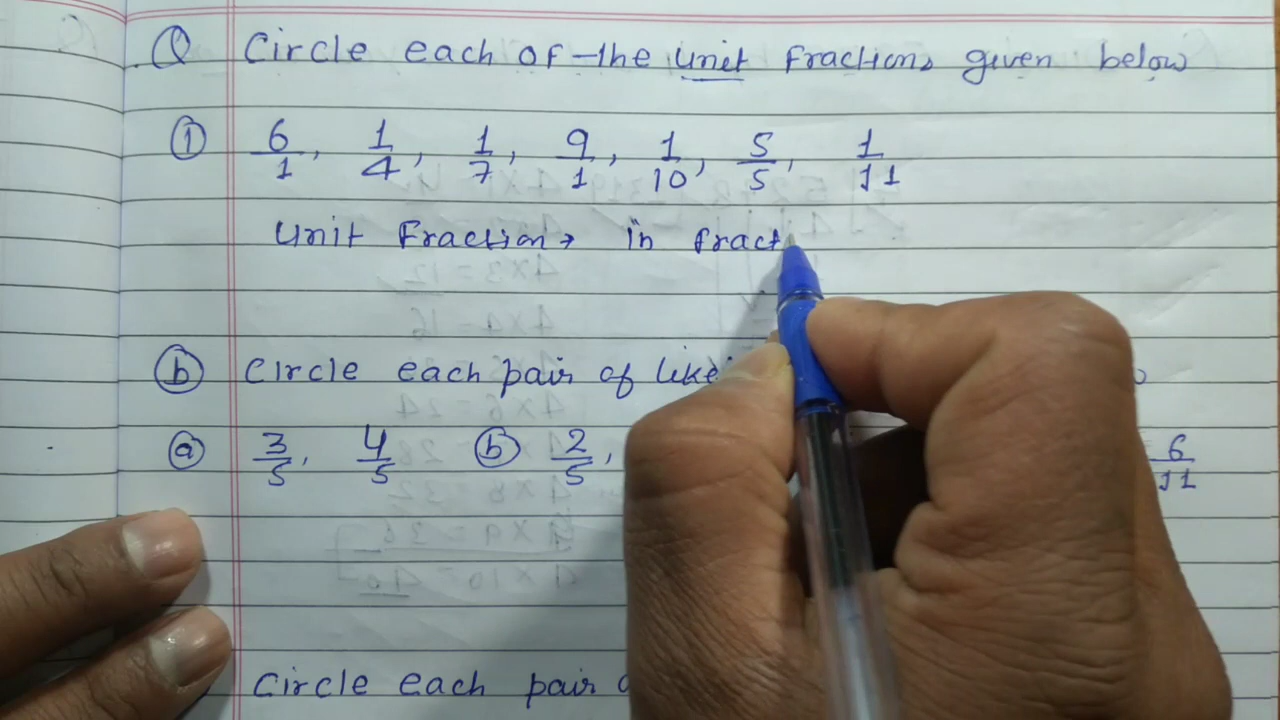 Q Circle each of the unit fractions given below
1 6/1, 1/4, 1/7, 9/1, 1/10, 5/5, 1/11
Unit Fraction → in fract
b Circle each pair of like
a 3/5, 4/5 b 2/5, 6/11
Circle each pair